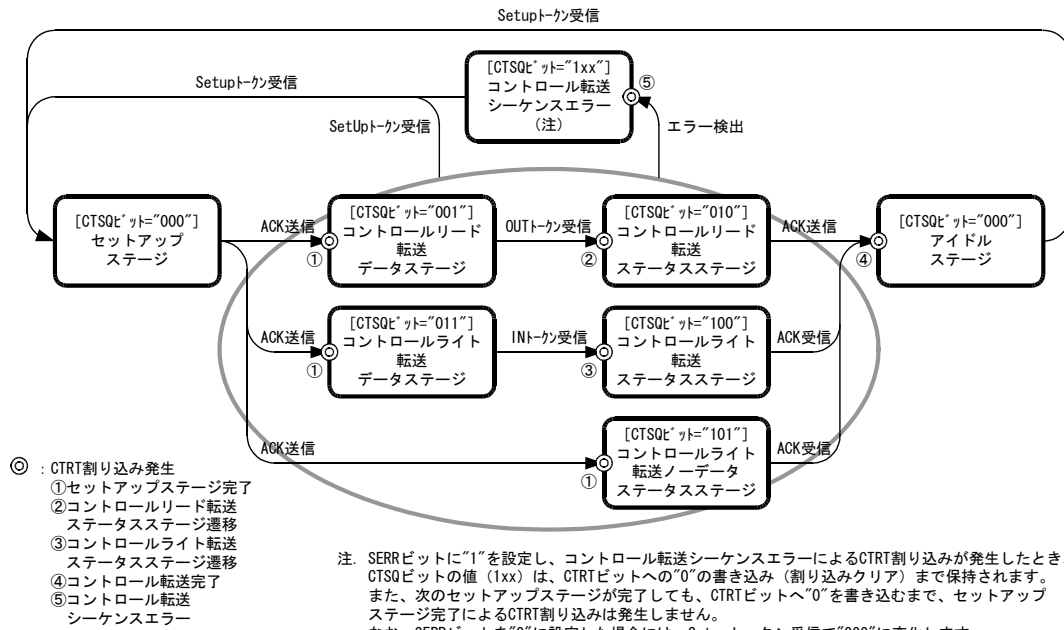 Setupトークン受信
[CTSQビット="1xx"]
コントロール転送
シーケンスエラー
(注)
⑤
Setupトークン受信
SetUpトークン受信
エラー検出
[CTSQビット="000"]
セットアップ
ステージ
ACK送信
①
[CTSQビット="001"]
コントロールリード
転送
データステージ
OUTトークン受信
②
[CTSQビット="010"]
コントロールリード
転送
ステータスステージ
ACK送信
④
[CTSQビット="000"]
アイドル
ステージ
ACK送信
①
[CTSQビット="011"]
コントロールライト
転送
データステージ
INトークン受信
③
[CTSQビット="100"]
コントロールライト
転送
ステータスステージ
ACK受信
ACK送信
①
[CTSQビット="101"]
コントロールライト
転送ノーデータ
ステータスステージ
ACK受信
◎ : CTRT割り込み発生
①セットアップステージ完了
②コントロールリード転送
ステータスステージ遷移
③コントロールライト転送
ステータスステージ遷移
④コントロール転送完了
⑤コントロール転送
シーケンスエラー
注. SERRビットに"1"を設定し、コントロール転送シーケンスエラーによるCTRT割り込みが発生したとき、
CTSQビットの値 (1xx) は、CTRTビットへの"0"の書き込み (割り込みクリア) まで保持されます。
また、次のセットアップステージが完了しても、CTRTビットへ"0"を書き込むまで、セットアップ
ステージ完了によるCTRT割り込みは発生しません。